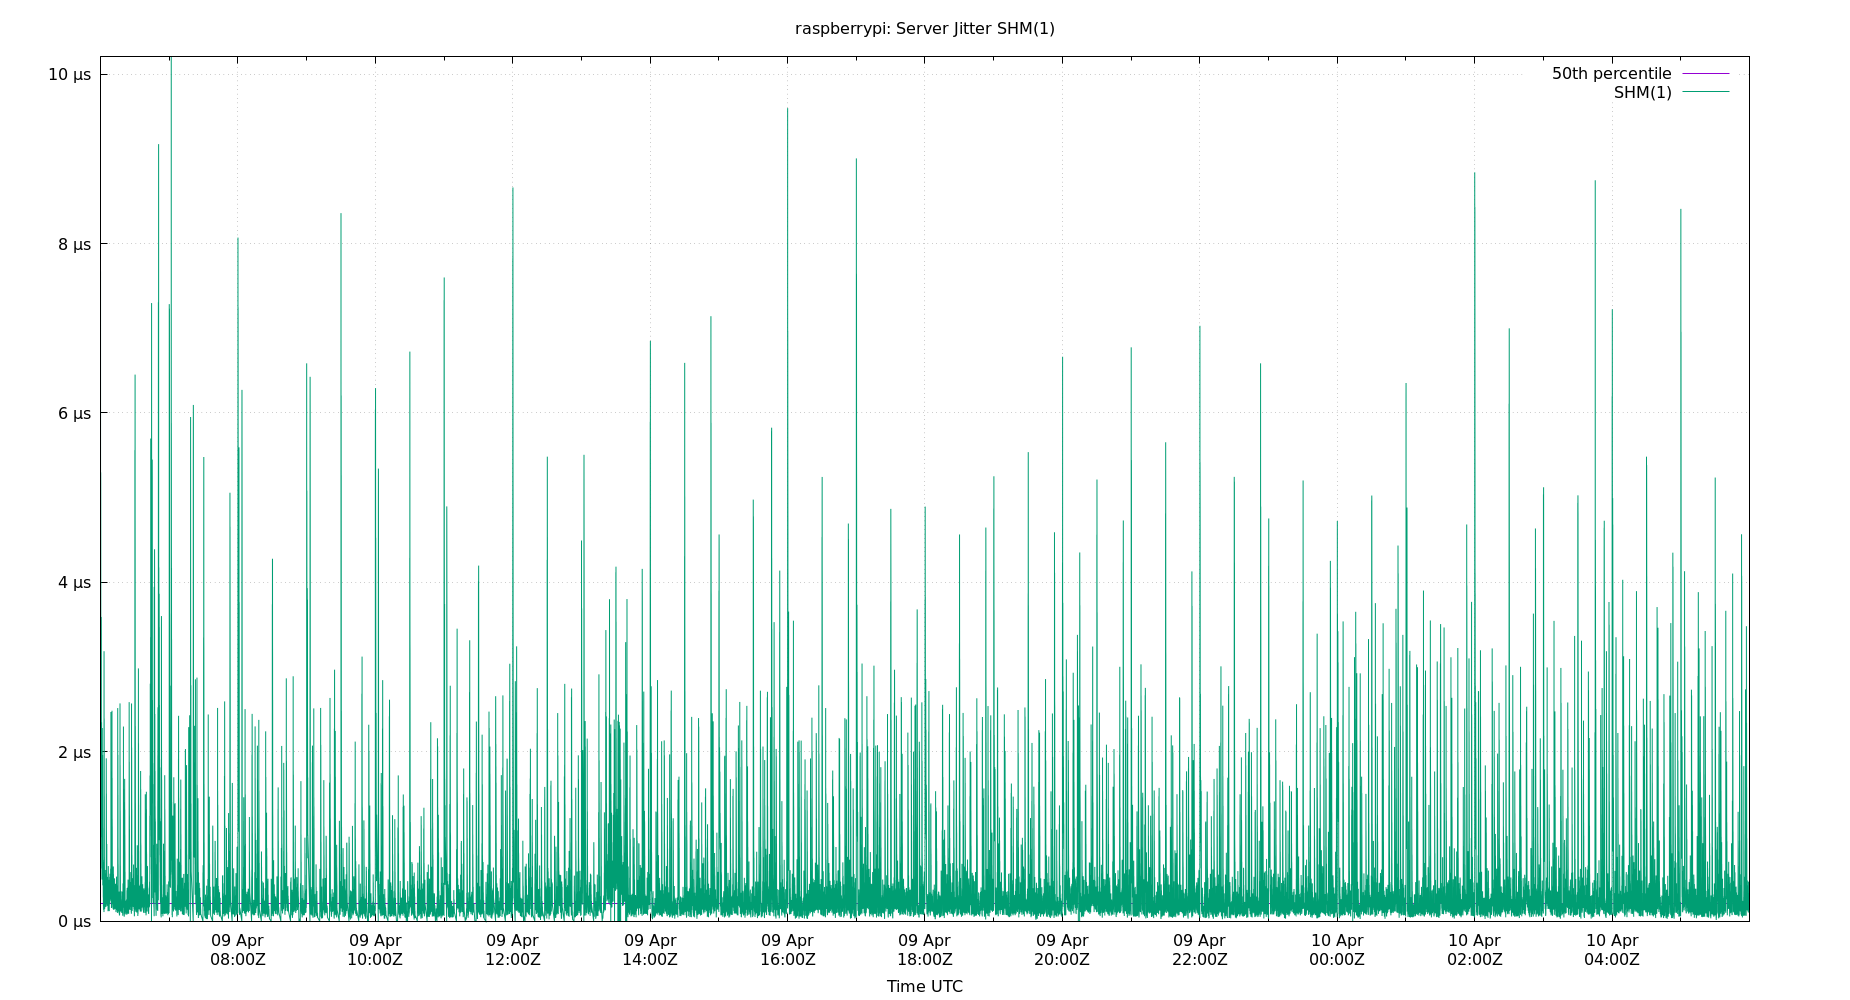 raspberrypi: Server Jitter SHM(1)
10 µs
8 µs
6 µs
4 µs
2 µs
0 µs
50th percentile
SHM(1)
09 Apr
08:00Z
09 Apr
10:00Z
09 Apr
12:00Z
09 Apr
14:00Z
09 Apr
16:00Z
09 Apr
18:00Z
09 Apr
20:00Z
09 Apr
22:00Z
10 Apr
00:00Z
10 Apr
02:00Z
10 Apr
04:00Z
Time UTC